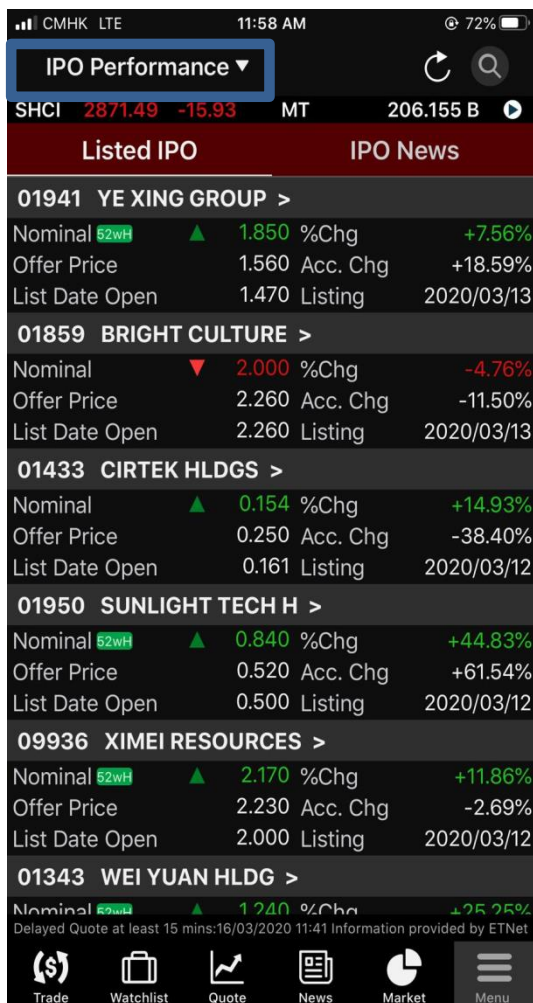 CMHK LTE 11:58 AM 72%
IPO Performance ▼
SHCI 2871.49 -15.93 MT 206.155 B
Listed IPO IPO News
01941 YE XING GROUP >
Nominal 52wH ▲ 1.850 %Chg +7.56%
Offer Price 1.560 Acc. Chg +18.59%
List Date Open 1.470 Listing 2020/03/13
01859 BRIGHT CULTURE >
Nominal ▼ 2.000 %Chg -4.76%
Offer Price 2.260 Acc. Chg -11.50%
List Date Open 2.260 Listing 2020/03/13
01433 CIRTEK HLDGS >
Nominal ▲ 0.154 %Chg +14.93%
Offer Price 0.250 Acc. Chg -38.40%
List Date Open 0.161 Listing 2020/03/12
01950 SUNLIGHT TECH H >
Nominal 52wH ▲ 0.840 %Chg +44.83%
Offer Price 0.520 Acc. Chg +61.54%
List Date Open 0.500 Listing 2020/03/12
09936 XIMEI RESOURCES >
Nominal 52wH ▲ 2.170 %Chg +11.86%
Offer Price 2.230 Acc. Chg -2.69%
List Date Open 2.000 Listing 2020/03/12
01343 WEI YUAN HLDG >
Nominal 52wH ▲ 1.240 %Chg +25.25%
Delayed Quote at least 15 mins:16/03/2020 11:41 Information provided by ETNet
Trade Watchlist Quote News Market Menu